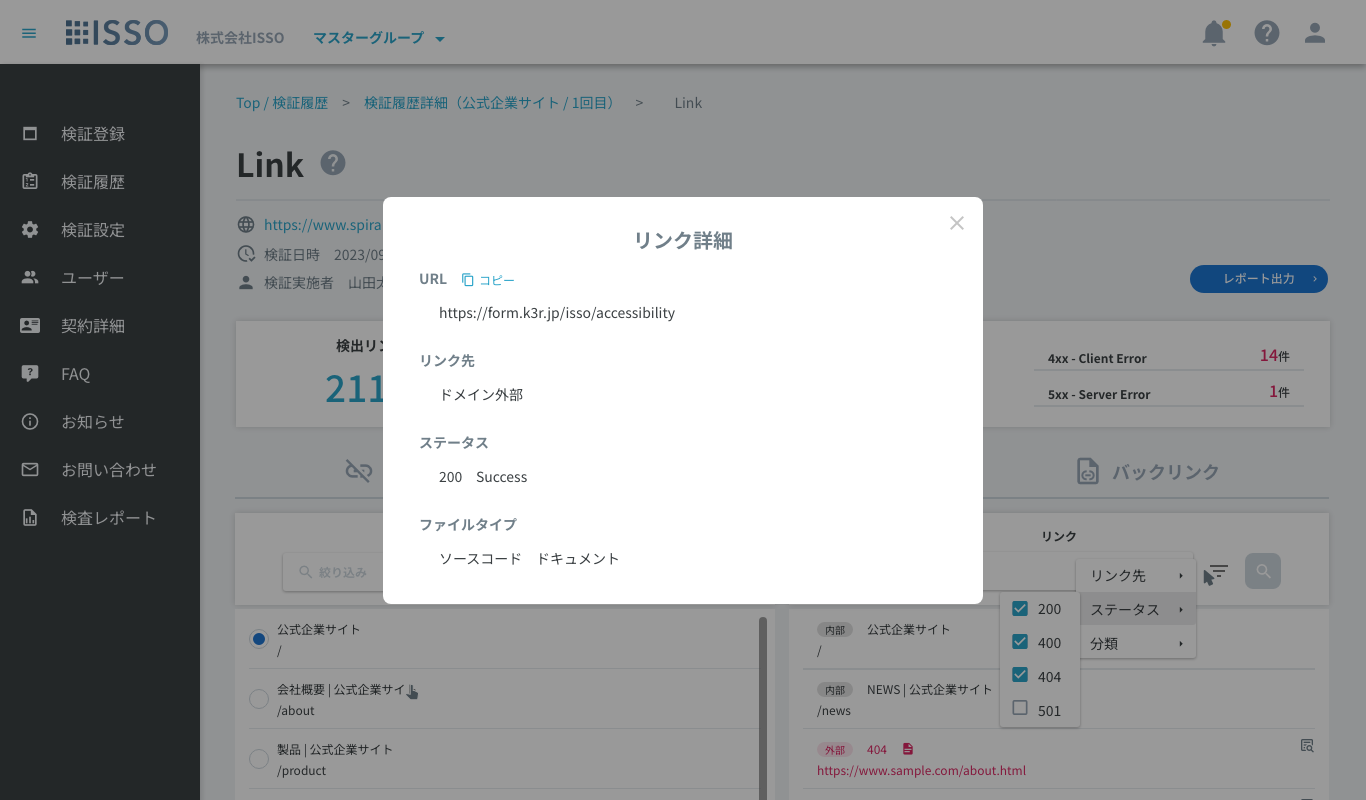 ISSO
株式会社ISSO
マスターグループ
Top / 検証履歴 > 検証履歴詳細（公式企業サイト / 1回目） > Link
検証登録
検証履歴
検証設定
ユーザー
契約詳細
FAQ
お知らせ
お問い合わせ
検査レポート
Link
https://www.spira
検証日時 2023/09
検証実施者 山田
レポート出力
検出リン
211
4xx - Client Error 14件
5xx - Server Error 1件
バックリンク
リンク詳細
URL コピー
https://form.k3r.jp/isso/accessibility
リンク先
ドメイン外部
ステータス
200 Success
ファイルタイプ
ソースコード ドキュメント
リンク
絞り込み
リンク先
ステータス
分類
200
400
404
501
公式企業サイト
/
会社概要 | 公式企業サイ
/about
製品 | 公式企業サイト
/product
内部 公式企業サイト
/
内部 NEWS | 公式企業サイト
/news
外部 404
https://www.sample.com/about.html